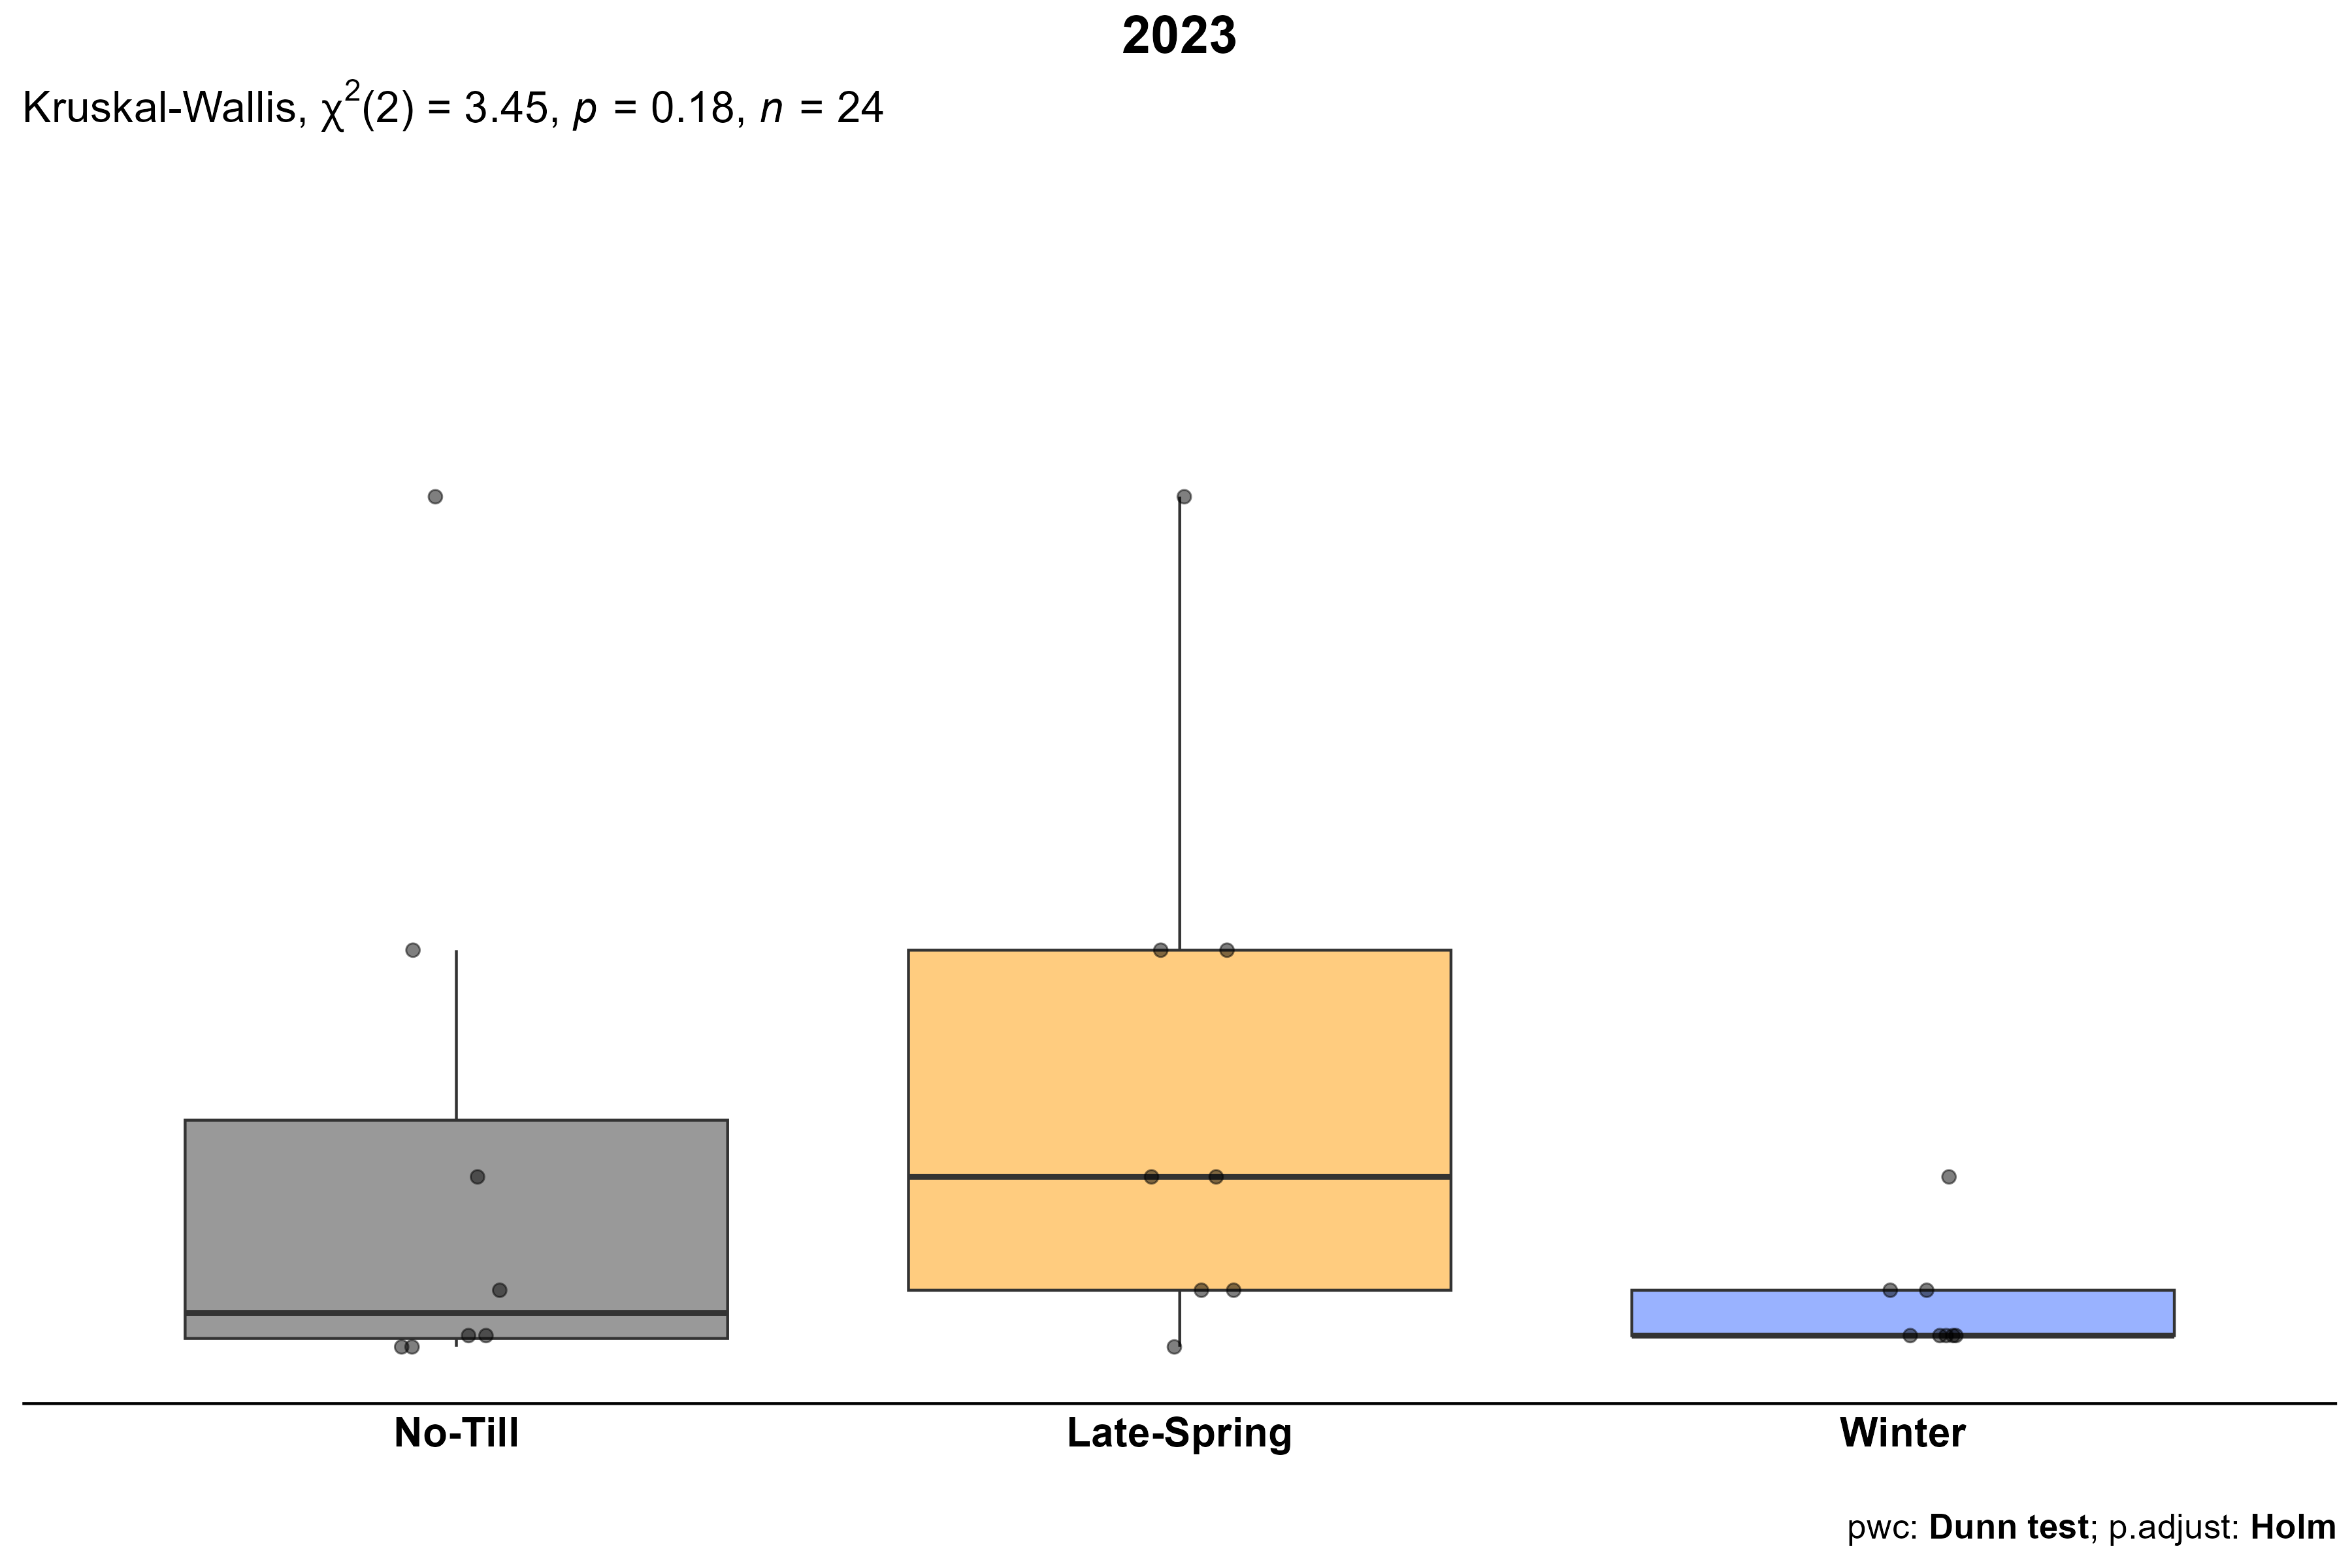 2023
Kruskal-Wallis, χ²(2) = 3.45, p = 0.18, n = 24
No-Till Late-Spring Winter
pwc: Dunn test; p.adjust: Holm